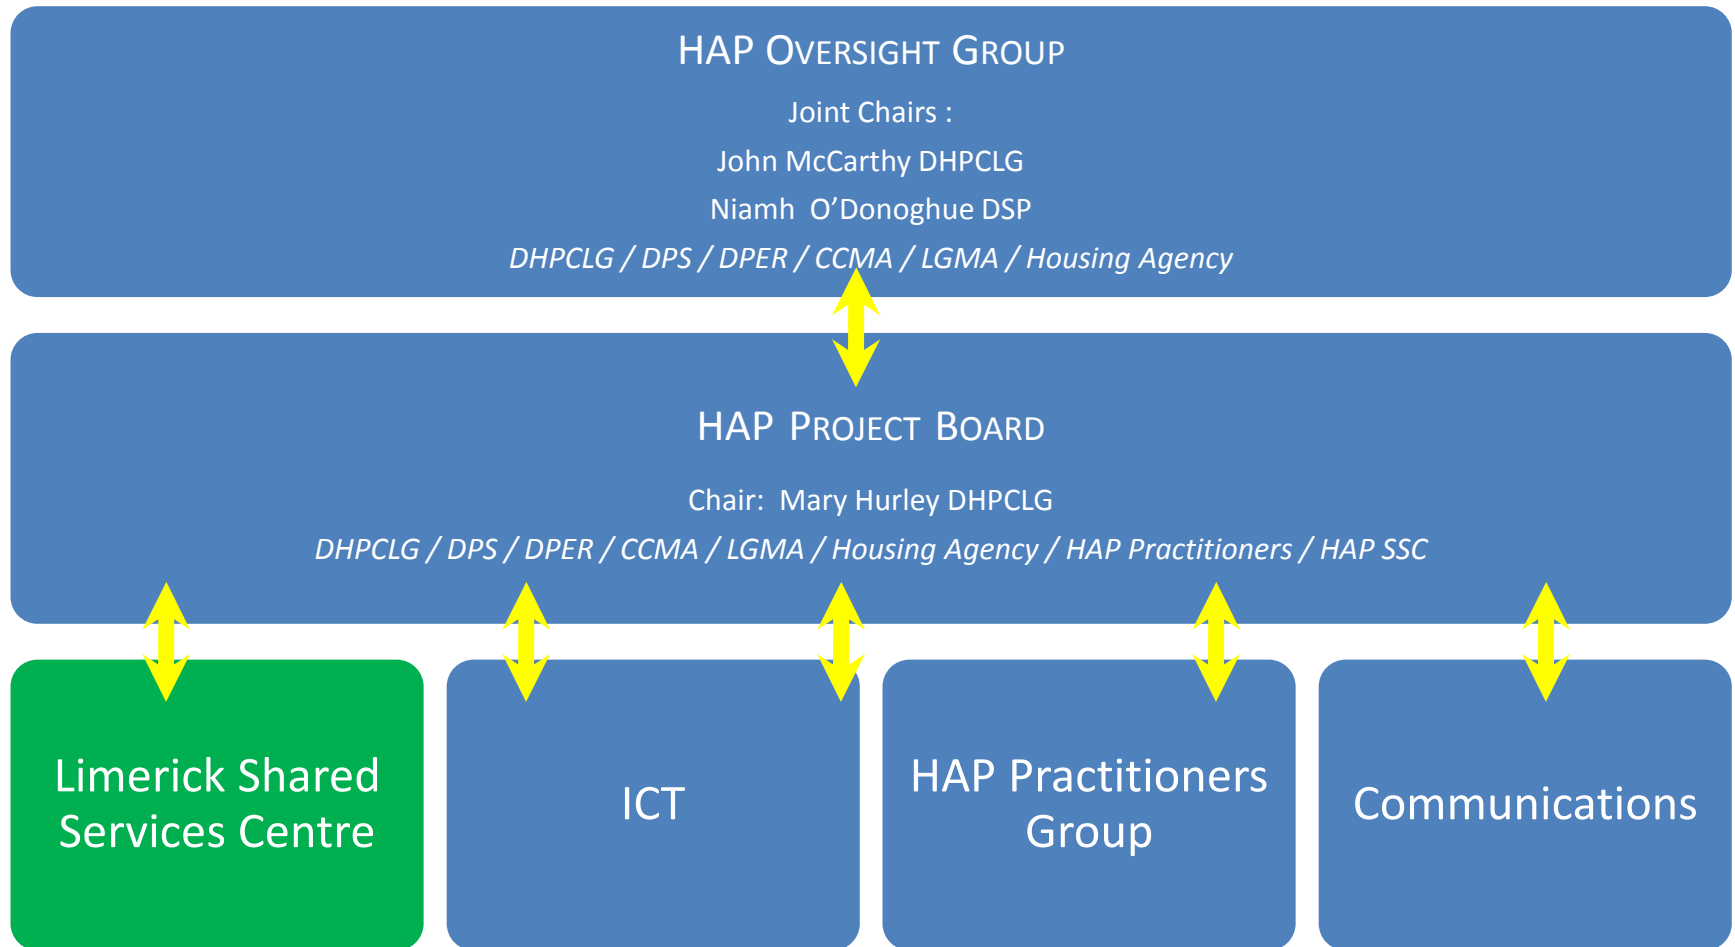 HAP OVERSIGHT GROUP
Joint Chairs :
John McCarthy DHPCLG
Niamh  O’Donoghue DSP
DHPCLG / DPS / DPER / CCMA / LGMA / Housing Agency
HAP PROJECT BOARD
Chair:  Mary Hurley DHPCLG
DHPCLG / DPS / DPER / CCMA / LGMA / Housing Agency / HAP Practitioners / HAP SSC
Limerick Shared
Services Centre
ICT
HAP Practitioners
Group
Communications